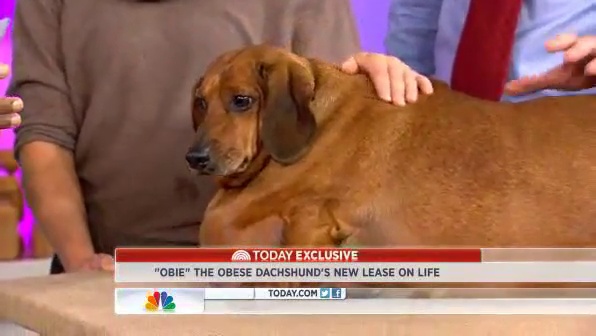 TODAY EXCLUSIVE
"OBIE" THE OBESE DACHSHUND'S NEW LEASE ON LIFE
TODAY.COM